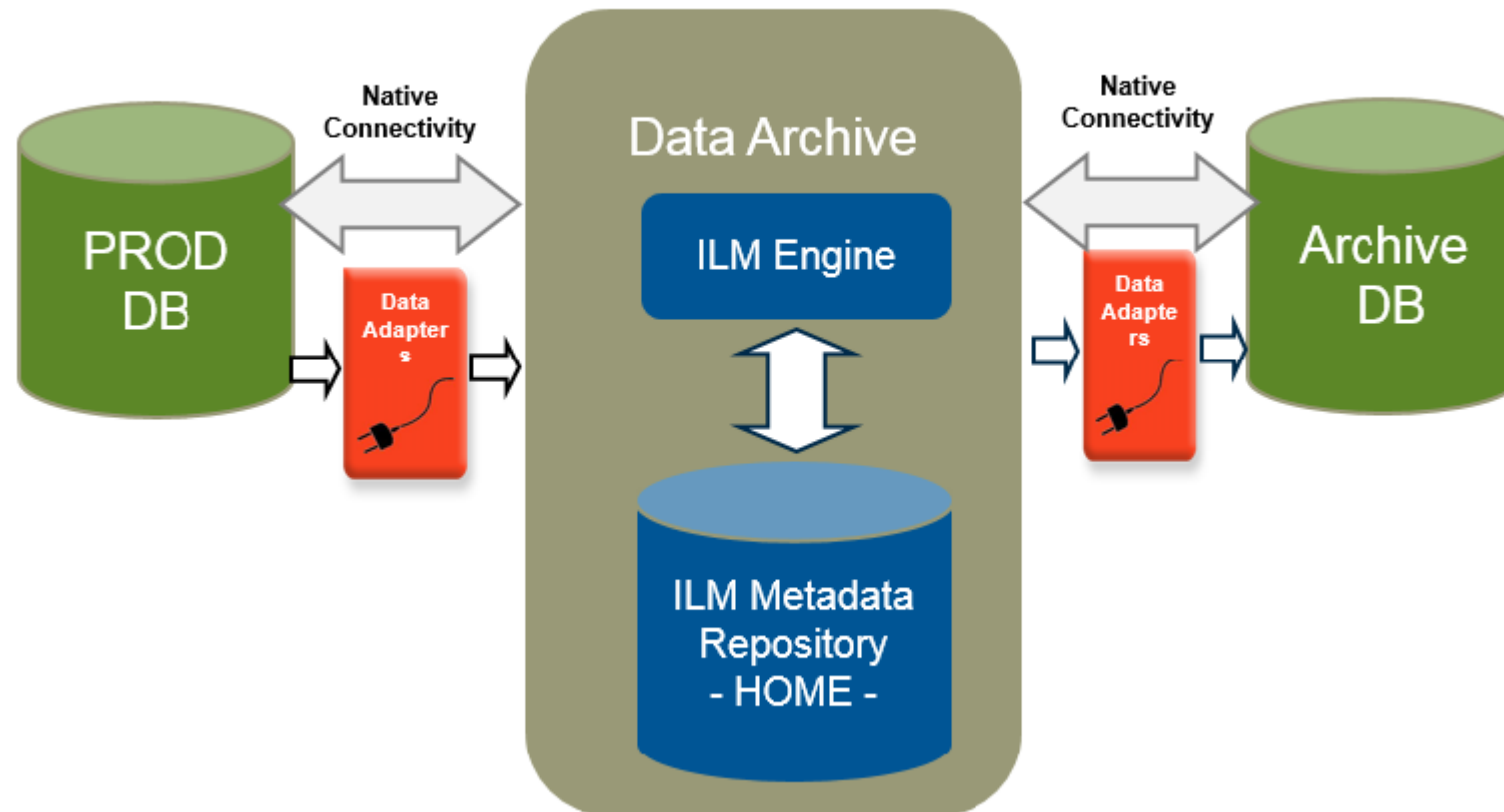 Native
Connectivity
PROD
DB
Data
Adapter
s
Data Archive
ILM Engine
ILM Metadata
Repository
- HOME -
Native
Connectivity
Data
Adapte
rs
Archive
DB